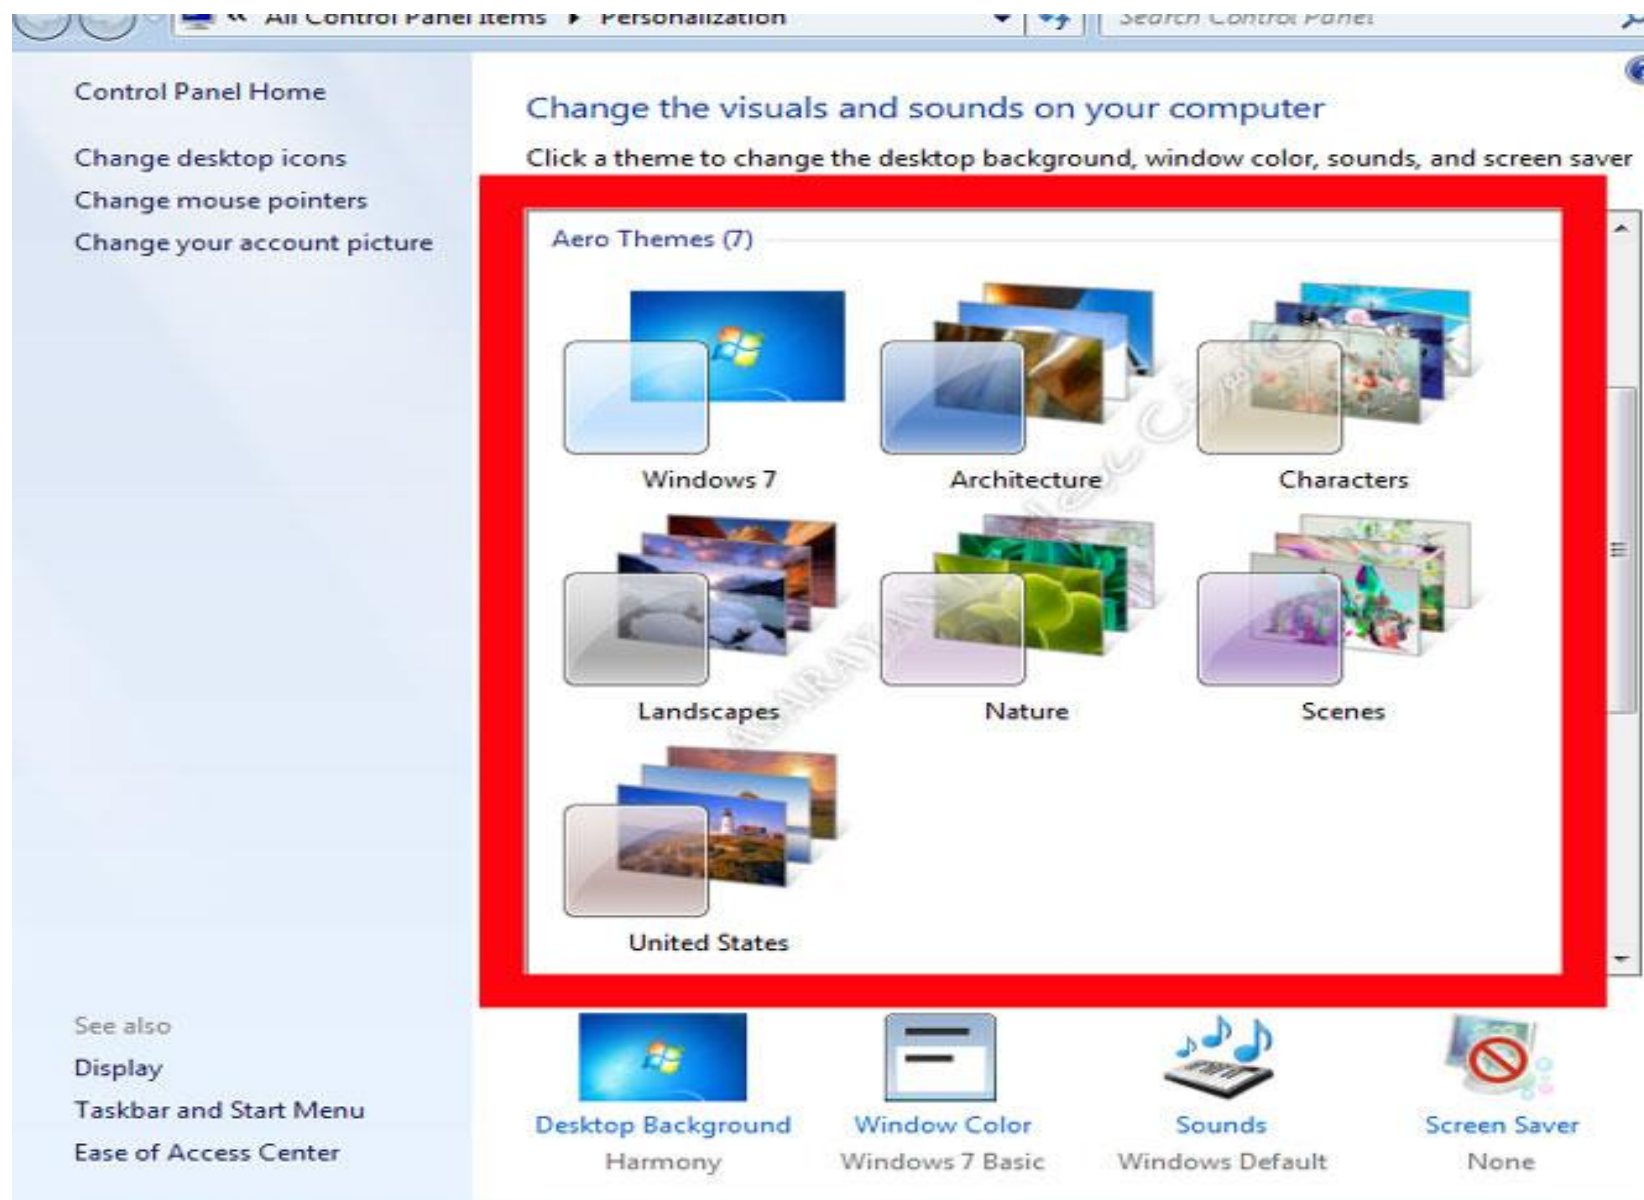 All Control Panel Items Personalization
Search Control Panel
Control Panel Home
Change desktop icons
Change mouse pointers
Change your account picture
See also
Display
Taskbar and Start Menu
Ease of Access Center
Change the visuals and sounds on your computer
Click a theme to change the desktop background, window color, sounds, and screen saver
Aero Themes (7)
Windows 7
Architecture
Characters
Landscapes
Nature
Scenes
United States
Desktop Background
Harmony
Window Color
Windows 7 Basic
Sounds
Windows Default
Screen Saver
None